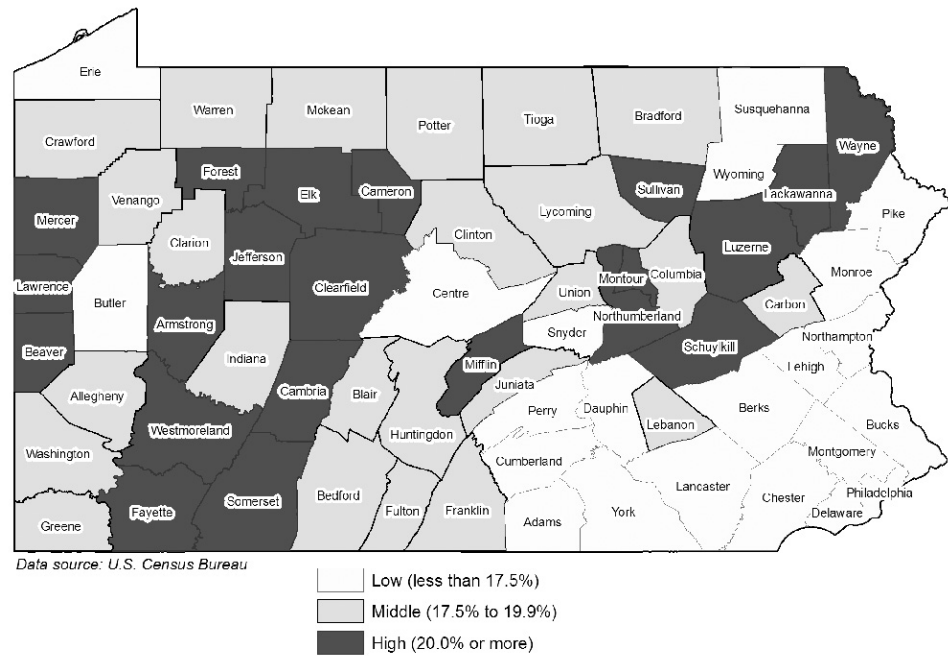 Erie
Warren
Mckean
Potter
Tioga
Bradford
Susquehanna
Wayne
Crawford
Forest
Elk
Cameron
Sullivan
Wyoming
Lackawanna
Venango
Mercer
Clarion
Jefferson
Clinton
Lycoming
Luzerne
Pike
Lawrence
Butler
Clearfield
Centre
Union
Montour
Columbia
Monroe
Armstrong
Northumberland
Carbon
Beaver
Indiana
Snyder
Schuylkill
Northampton
Mifflin
Lehigh
Allegheny
Cambria
Blair
Juniata
Perry
Dauphin
Berks
Westmoreland
Huntingdon
Lebanon
Bucks
Washington
Cumberland
Montgomery
Somerset
Bedford
Lancaster
Philadelphia
Greene
Fayette
Fulton
Franklin
Adams
York
Chester
Delaware
Data source: U.S. Census Bureau
Low (less than 17.5%)
Middle (17.5% to 19.9%)
High (20.0% or more)